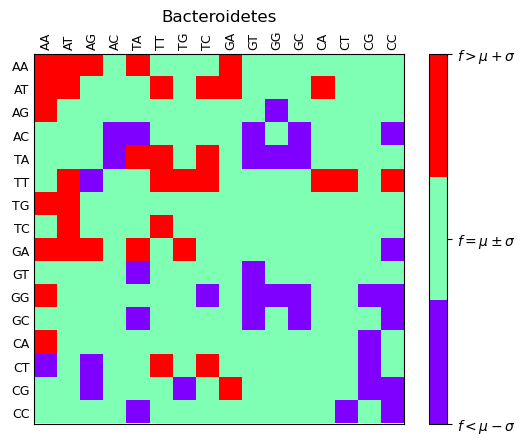 Bacteroidetes
AA AT AG AC TA TT TG TC GA GT GG GC CA CT CG CC
AA
AT
AG
AC
TA
TT
TG
TC
GA
GT
GG
GC
CA
CT
CG
CC
f > μ + σ
f = μ ± σ
f < μ − σ